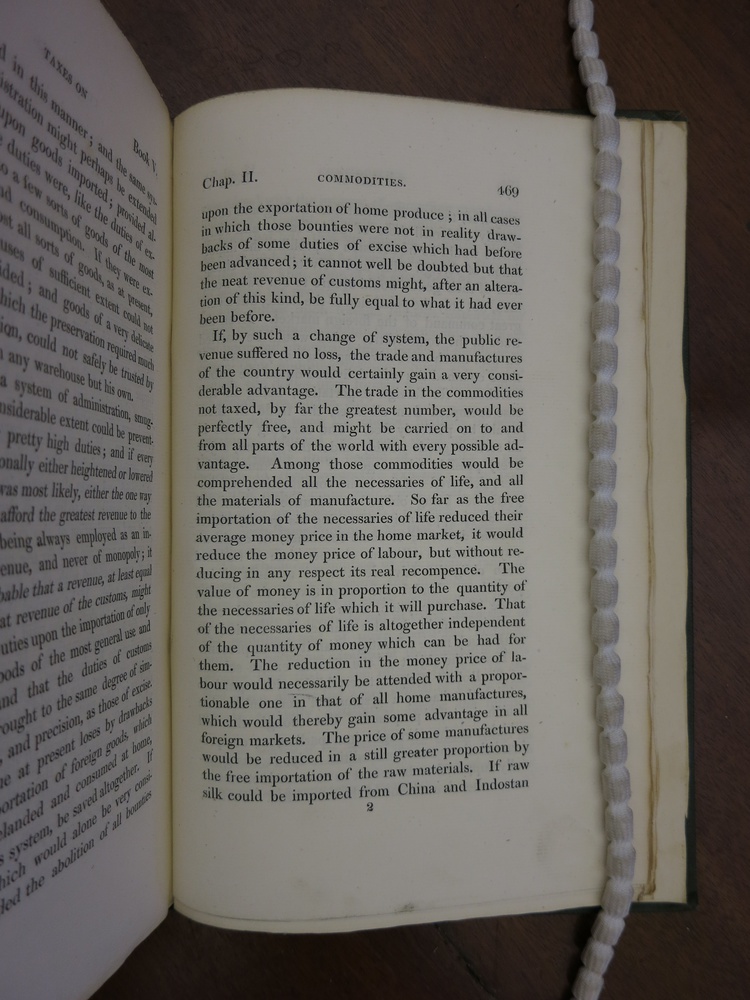 TAXES ON
Book V.
in this manner; and the same sys-
istration might perhaps be extended
upon goods imported; provided al-
duties were, like the duties of ex-
o a few sorts of goods of the most
nd consumption. If they were ex-
ost all sorts of goods, as at present,
uses of sufficient extent could not
ided; and goods of a very delicate
hich the preservation required much
ion, could not safely be trusted by
any warehouse but his own.
a system of administration, smug-
nsiderable extent could be prevent-
pretty high duties; and if every
onally either heightened or lowered
was most likely, either the one way
afford the greatest revenue to the
being always employed as an in-
enue, and never of monopoly; it
bable that a revenue, at least equal
at revenue of the customs, might
uties upon the importation of only
oods of the most general use and
nd that the duties of customs
ought to the same degree of sim-
, and precision, as those of excise.
ne at present loses by drawbacks
ortation of foreign goods, which
elanded and consumed at home,
s system, be saved altogether. If
hich would alone be very consi-
ded the abolition of all bounties
Chap. II. COMMODITIES. 469
upon the exportation of home produce; in all cases
in which those bounties were not in reality draw-
backs of some duties of excise which had before
been advanced; it cannot well be doubted but that
the neat revenue of customs might, after an altera-
tion of this kind, be fully equal to what it had ever
been before.
If, by such a change of system, the public re-
venue suffered no loss, the trade and manufactures
of the country would certainly gain a very consi-
derable advantage. The trade in the commodities
not taxed, by far the greatest number, would be
perfectly free, and might be carried on to and
from all parts of the world with every possible ad-
vantage. Among those commodities would be
comprehended all the necessaries of life, and all
the materials of manufacture. So far as the free
importation of the necessaries of life reduced their
average money price in the home market, it would
reduce the money price of labour, but without re-
ducing in any respect its real recompence. The
value of money is in proportion to the quantity of
the necessaries of life which it will purchase. That
of the necessaries of life is altogether independent
of the quantity of money which can be had for
them. The reduction in the money price of la-
bour would necessarily be attended with a propor-
tionable one in that of all home manufactures,
which would thereby gain some advantage in all
foreign markets. The price of some manufactures
would be reduced in a still greater proportion by
the free importation of the raw materials. If raw
silk could be imported from China and Indostan
2